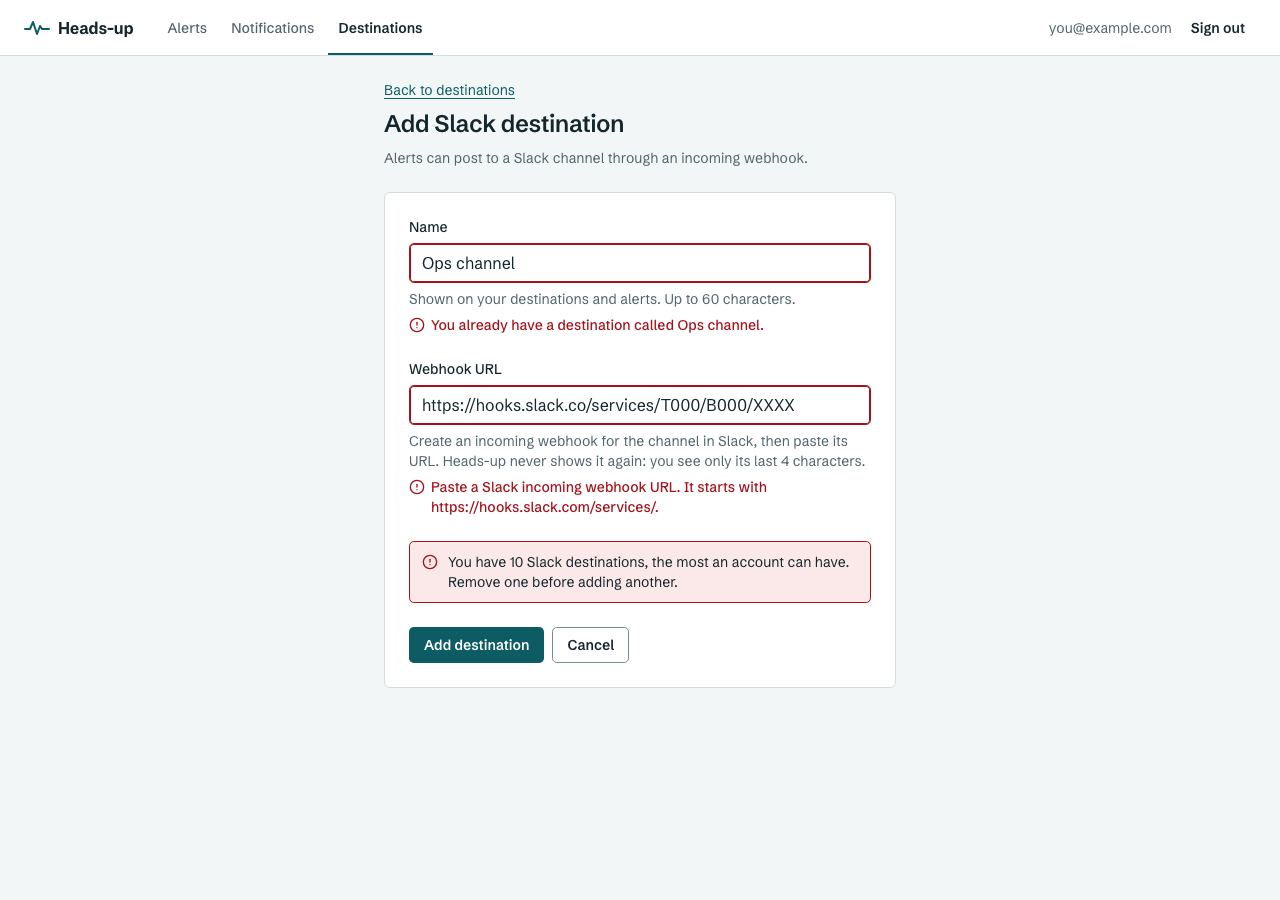 Heads-up
Alerts
Notifications
Destinations
you@example.com
Sign out
Back to destinations
Add Slack destination
Alerts can post to a Slack channel through an incoming webhook.
Name
Ops channel
Shown on your destinations and alerts. Up to 60 characters.
You already have a destination called Ops channel.
Webhook URL
https://hooks.slack.co/services/T000/B000/XXXX
Create an incoming webhook for the channel in Slack, then paste its
URL. Heads-up never shows it again: you see only its last 4 characters.
Paste a Slack incoming webhook URL. It starts with
https://hooks.slack.com/services/.
You have 10 Slack destinations, the most an account can have.
Remove one before adding another.
Add destination
Cancel